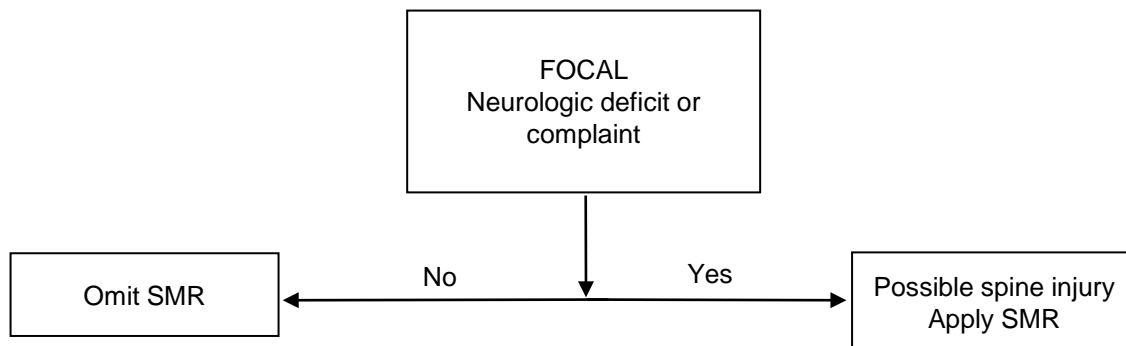 FOCAL
Neurologic deficit or
complaint
No
Yes
Omit SMR
Possible spine injury
Apply SMR